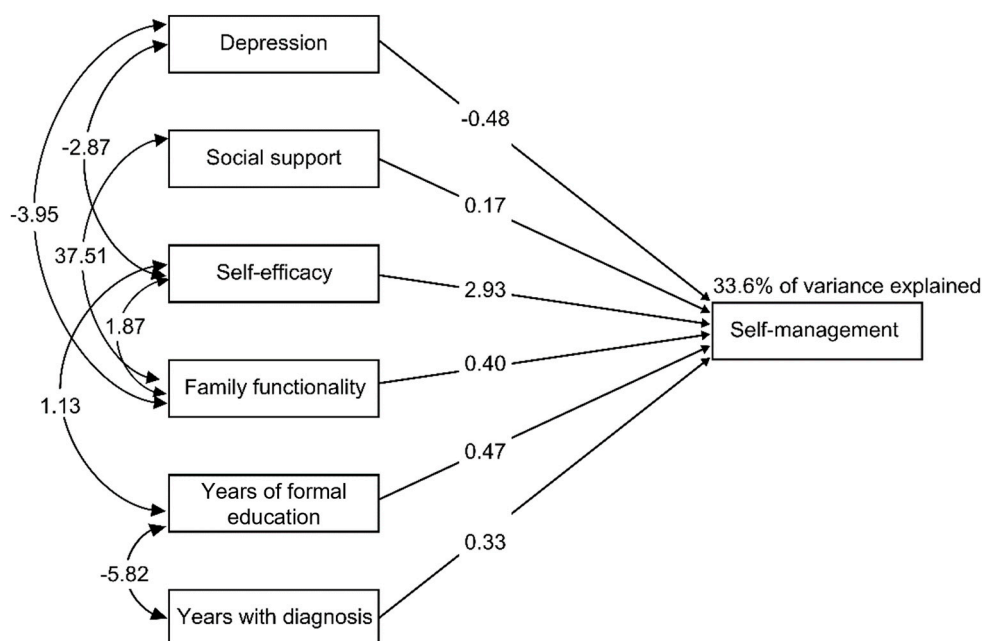 Depression
-0.48
-2.87
Social support
0.17
-3.95
37.51
Self-efficacy
2.93
33.6% of variance explained
Self-management
1.87
Family functionality
0.40
1.13
0.47
Years of formal
education
0.33
-5.82
Years with diagnosis